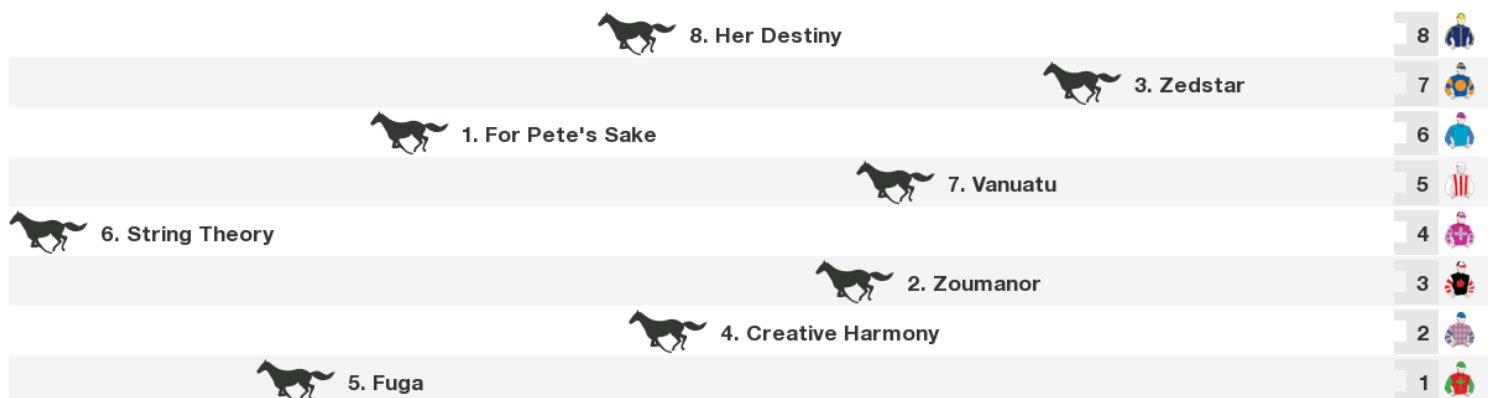 8. Her Destiny 8
3. Zedstar 7
1. For Pete's Sake 6
7. Vanuatu 5
6. String Theory 4
2. Zoumanor 3
4. Creative Harmony 2
5. Fuga 1